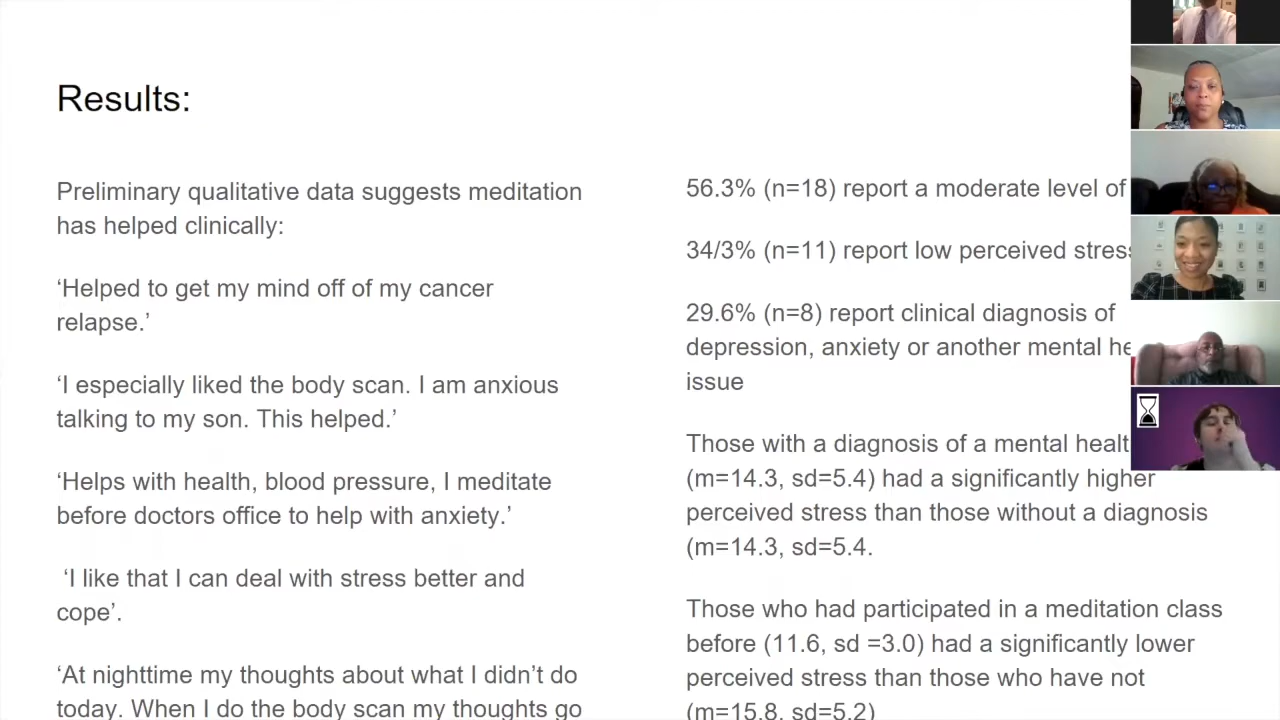 Results:
Preliminary qualitative data suggests meditation
has helped clinically:
‘Helped to get my mind off of my cancer
relapse.’
‘I especially liked the body scan. I am anxious
talking to my son. This helped.’
‘Helps with health, blood pressure, I meditate
before doctors office to help with anxiety.’
‘I like that I can deal with stress better and
cope’.
‘At nighttime my thoughts about what I didn’t do
today. When I do the body scan my thoughts go
56.3% (n=18) report a moderate level of
34/3% (n=11) report low perceived stress
29.6% (n=8) report clinical diagnosis of
depression, anxiety or another mental he
issue
Those with a diagnosis of a mental healt
(m=14.3, sd=5.4) had a significantly higher
perceived stress than those without a diagnosis
(m=14.3, sd=5.4.
Those who had participated in a meditation class
before (11.6, sd =3.0) had a significantly lower
perceived stress than those who have not
(m=15.8, sd=5.2)